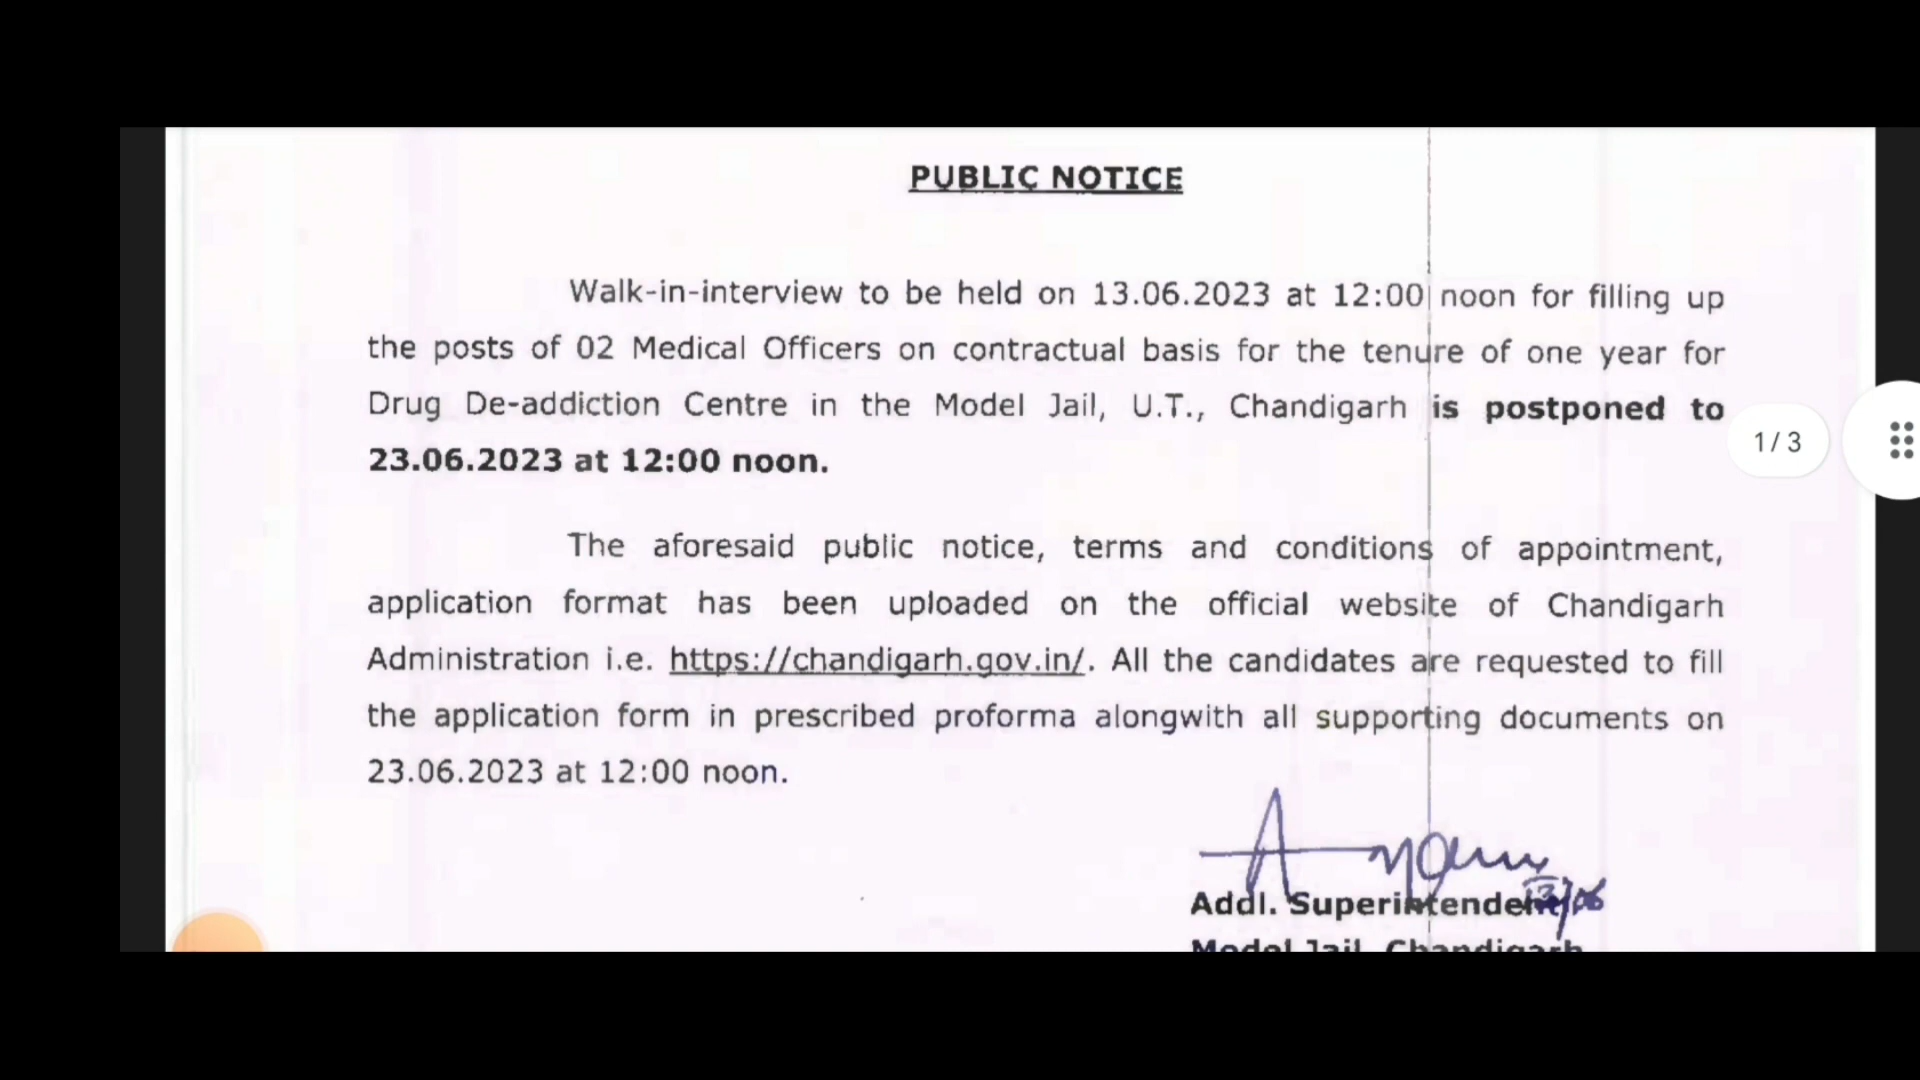 PUBLIC NOTICE
Walk-in-interview to be held on 13.06.2023 at 12:00 noon for filling up
the posts of 02 Medical Officers on contractual basis for the tenure of one year for
Drug De-addiction Centre in the Model Jail, U.T., Chandigarh is postponed to
23.06.2023 at 12:00 noon.
1/3
The aforesaid public notice, terms and conditions of appointment,
application format has been uploaded on the official website of Chandigarh
Administration i.e. https://chandigarh.gov.in/. All the candidates are requested to fill
the application form in prescribed proforma alongwith all supporting documents on
23.06.2023 at 12:00 noon.
Addl. Superintendent
Model Jail, Chandigarh